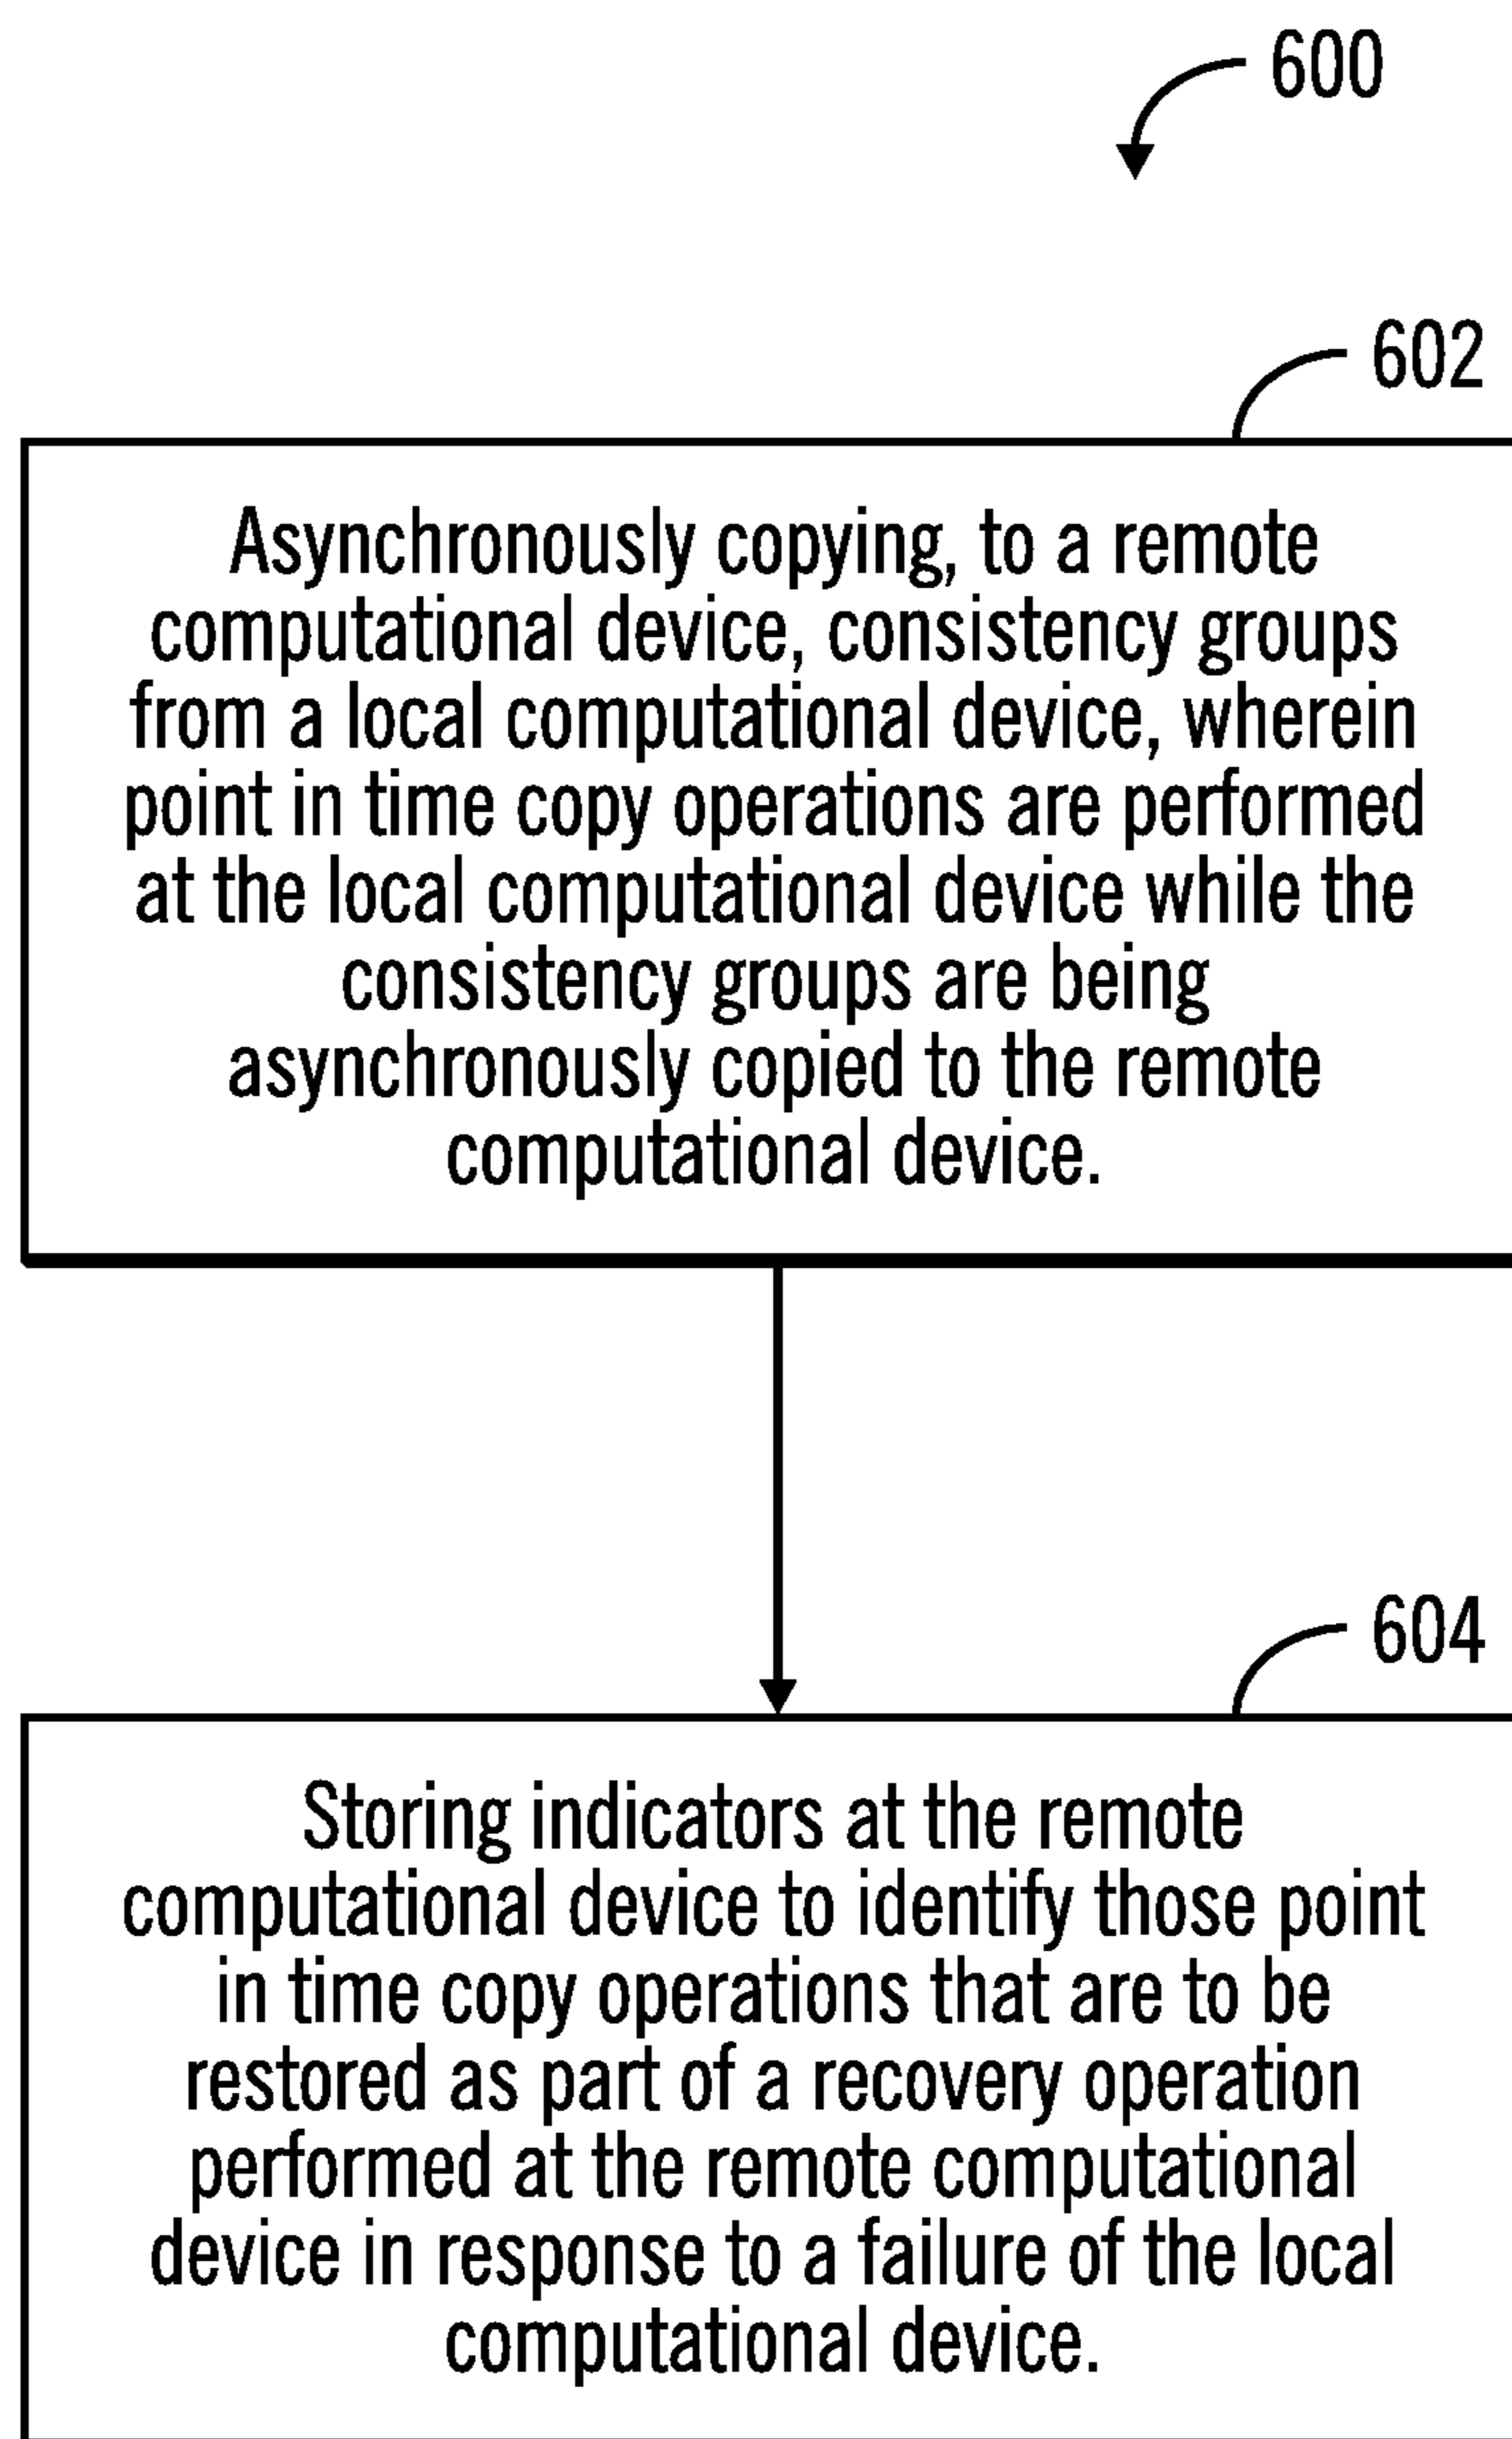 600
602
Asynchronously copying, to a remote
computational device, consistency groups
from a local computational device, wherein
point in time copy operations are performed
at the local computational device while the
consistency groups are being
asynchronously copied to the remote
computational device.
604
Storing indicators at the remote
computational device to identify those point
in time copy operations that are to be
restored as part of a recovery operation
performed at the remote computational
device in response to a failure of the local
computational device.